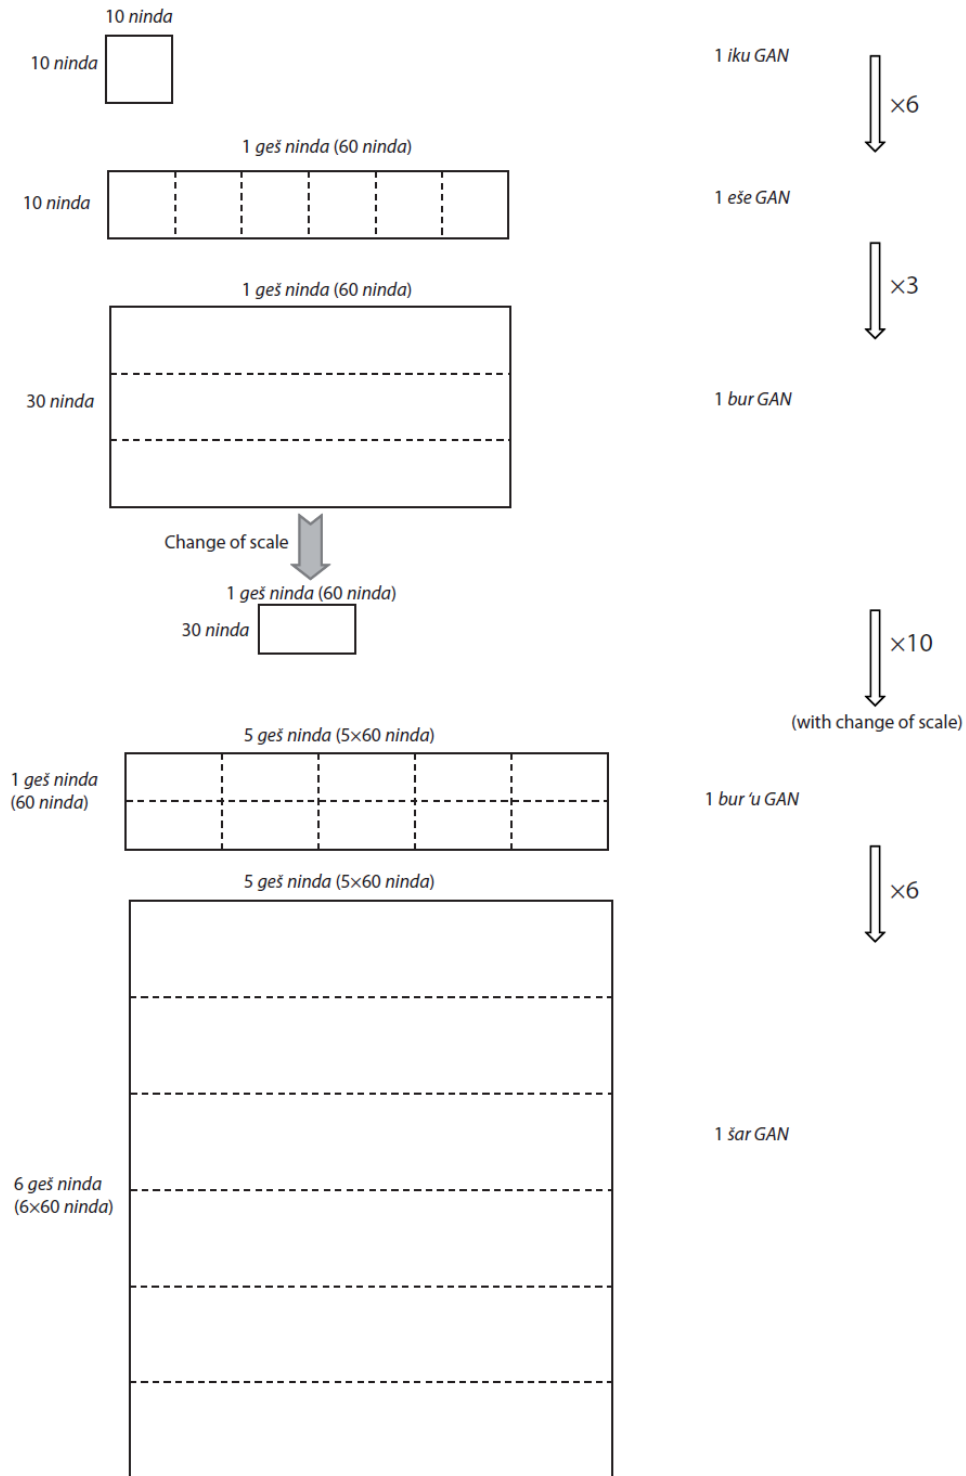 10 ninda
10 ninda
1 iku GAN
×6
1 geš ninda (60 ninda)
10 ninda
1 eše GAN
×3
1 geš ninda (60 ninda)
30 ninda
1 bur GAN
Change of scale
1 geš ninda (60 ninda)
30 ninda
×10
(with change of scale)
5 geš ninda (5×60 ninda)
1 geš ninda
(60 ninda)
1 bur ‘u GAN
×6
5 geš ninda (5×60 ninda)
1 šar GAN
6 geš ninda
(6×60 ninda)